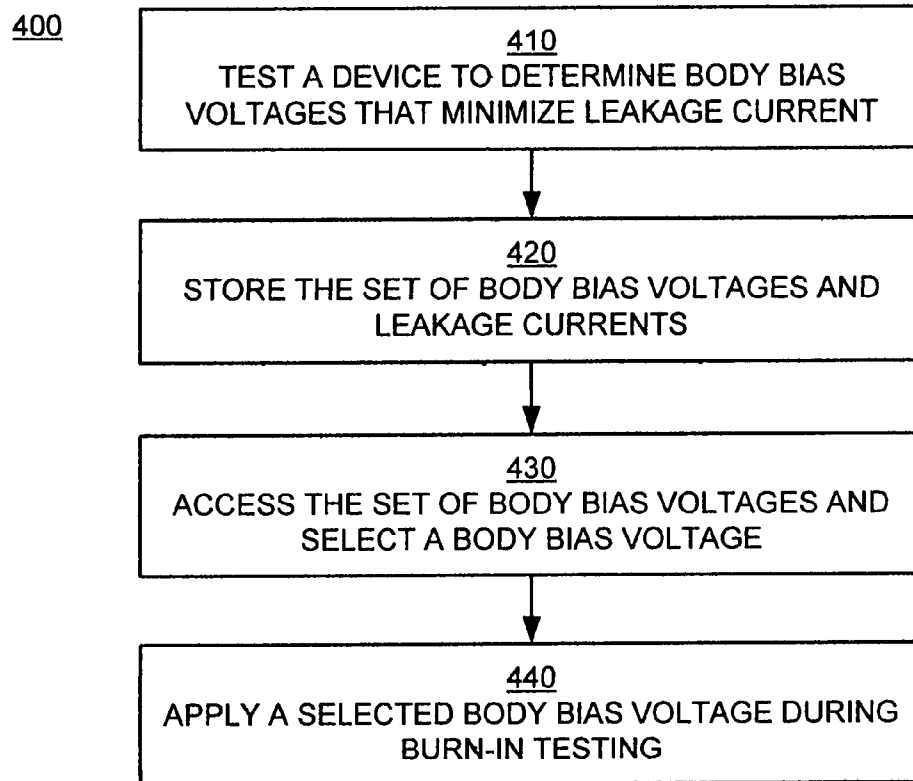 400
410
TEST A DEVICE TO DETERMINE BODY BIAS
VOLTAGES THAT MINIMIZE LEAKAGE CURRENT
420
STORE THE SET OF BODY BIAS VOLTAGES AND
LEAKAGE CURRENTS
430
ACCESS THE SET OF BODY BIAS VOLTAGES AND
SELECT A BODY BIAS VOLTAGE
440
APPLY A SELECTED BODY BIAS VOLTAGE DURING
BURN-IN TESTING